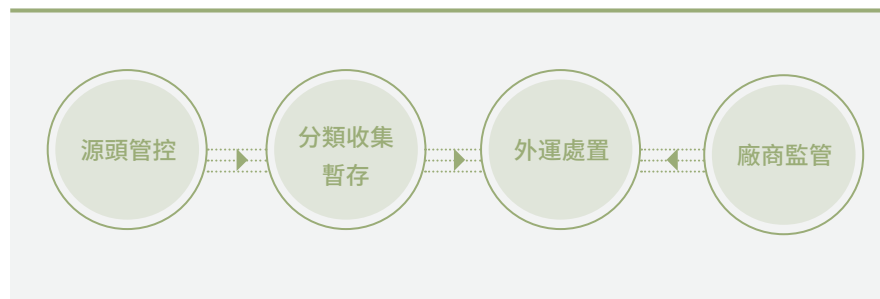 源頭管控
分類收集
暫存
外運處置
廠商監管